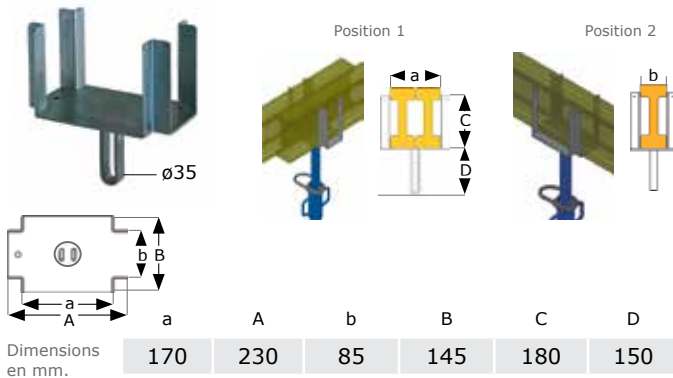 Position 1
Position 2
a
b
C
D
ø35
b
B
a
A
a A b B C D
Dimensions en mm.
170 230 85 145 180 150